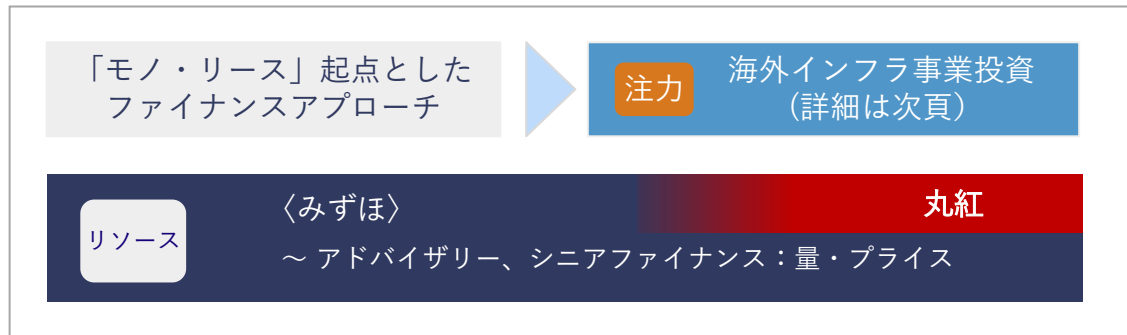 「モノ・リース」起点とした
ファイナンスアプローチ
注力
海外インフラ事業投資
(詳細は次頁)
リソース
〈みずほ〉
丸紅
～ アドバイザリー、シニアファイナンス：量・プライス